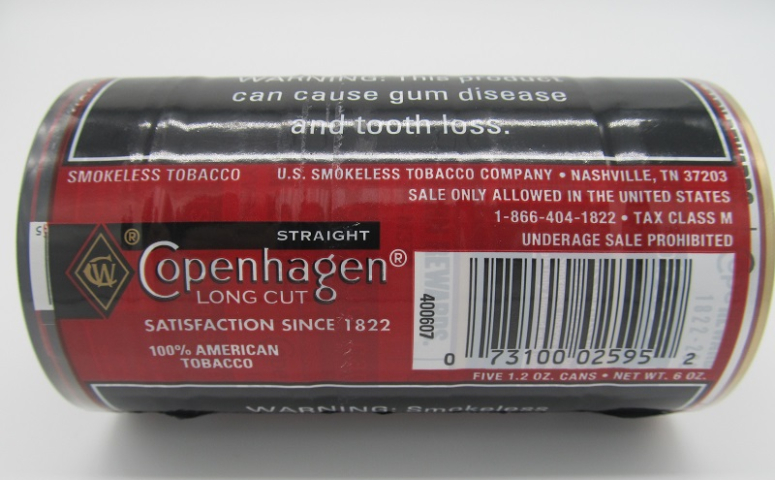 WARNING: This product
can cause gum disease
and tooth loss.
SMOKELESS TOBACCO
U.S. SMOKELESS TOBACCO COMPANY • NASHVILLE, TN 37203
SALE ONLY ALLOWED IN THE UNITED STATES
1-866-404-1822 • TAX CLASS M
UNDERAGE SALE PROHIBITED
STRAIGHT
® Copenhagen®
LONG CUT
SATISFACTION SINCE 1822
100% AMERICAN
TOBACCO
400607
0 73100 02595 2
FIVE 1.2 OZ. CANS • NET WT. 6 OZ.
WARNING: Smokeless